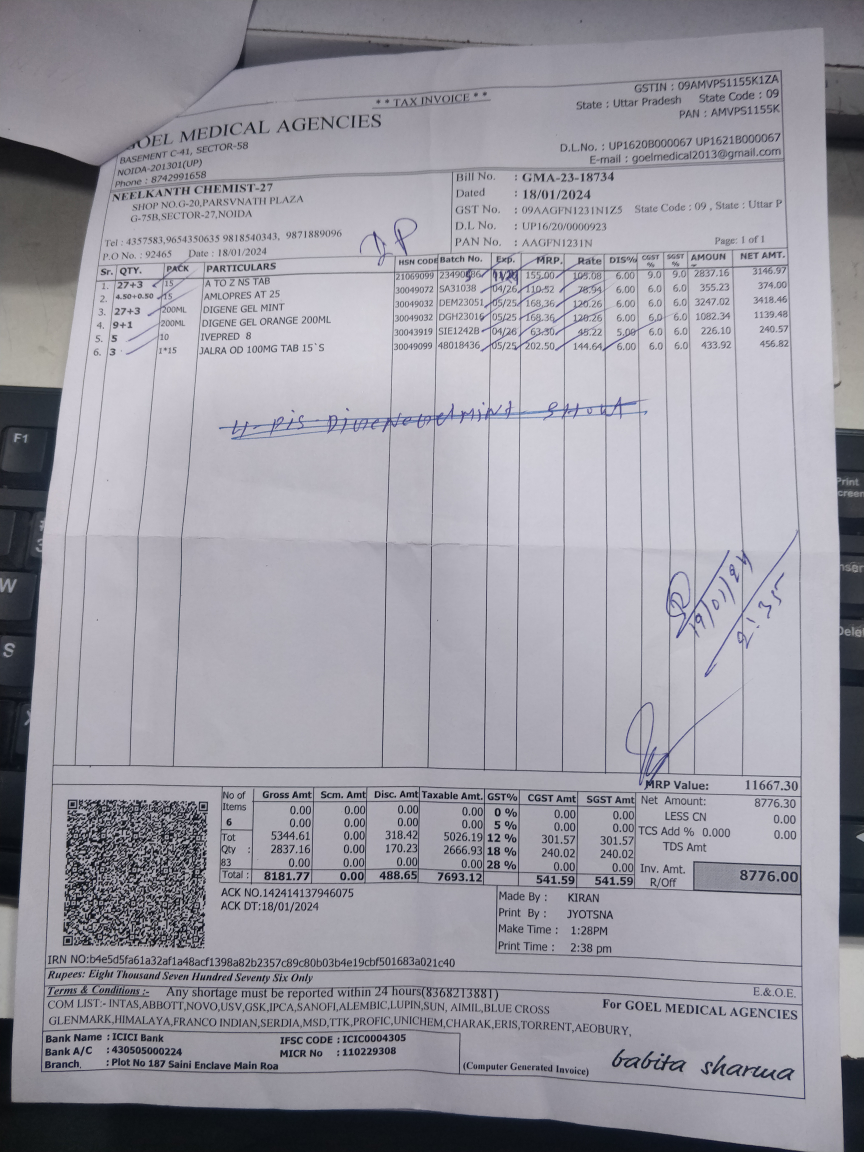 ** TAX INVOICE **
GSTIN : 09AMVPS1155K1ZA
State : Uttar Pradesh State Code : 09
PAN : AMVPS1155K
GOEL MEDICAL AGENCIES
BASEMENT C-41, SECTOR-58
NOIDA-201301(UP)
Phone : 8742991658
D.L.No. : UP1620B000067 UP1621B000067
E-mail : goelmedical2013@gmail.com
NEELKANTH CHEMIST-27
SHOP NO.G-20,PARSVNATH PLAZA
G-75B,SECTOR-27,NOIDA
Tel : 4357583,9654350635 9818540343, 9871889096
P.O No. : 92465 Date : 18/01/2024
Bill No. : GMA-23-18734
Dated : 18/01/2024
GST No. : 09AAGFN1231N1Z5 State Code : 09 , State : Uttar P
D.L No. : UP16/20/0000923
PAN No. : AAGFN1231N Page: 1 of 1
Sr. QTY. PACK PARTICULARS HSN CODE Batch No. Exp. MRP. Rate DIS% CGST % SGST % AMOUN NET AMT.
1. 27+3 15 A TO Z NS TAB 21069099 155.00 105.08 6.00 9.0 9.0 2837.16 3146.97
2. 4.50+0.50 15 AMLOPRES AT 25 30049072 SA31038 04/26 110.52 78.94 6.00 6.0 6.0 355.23 374.00
3. 27+3 200ML DIGENE GEL MINT 30049032 DEM23051 05/25 168.36 120.26 6.00 6.0 6.0 3247.02 3418.46
4. 9+1 200ML DIGENE GEL ORANGE 200ML 30049032 DGH23016 05/25 168.36 120.26 6.00 6.0 6.0 1082.34 1139.48
5. 5 10 IVEPRED 8 30043919 SIE1242B 04/26 63.30 45.22 5.00 6.0 6.0 226.10 240.57
6. 3 1*15 JALRA OD 100MG TAB 15`S 30049099 48018436 05/25 202.50 144.64 6.00 6.0 6.0 433.92 456.82
19/01/24
2:35
MRP Value: 11667.30
No of Items 6 Gross Amt Scm. Amt Disc. Amt Taxable Amt. GST% CGST Amt SGST Amt
0.00 0.00 0.00 0.00 0 % 0.00 0.00
0.00 0.00 0.00 0.00 5 % 0.00 0.00
Tot 5344.61 0.00 318.42 5026.19 12 % 301.57 301.57
Qty : 2837.16 0.00 170.23 2666.93 18 % 240.02 240.02
83 0.00 0.00 0.00 0.00 28 % 0.00 0.00
Total : 8181.77 0.00 488.65 7693.12 541.59 541.59
Net Amount: 8776.30
LESS CN 0.00
TCS Add % 0.000 0.00
TDS Amt
Inv. Amt. R/Off 8776.00
ACK NO.142414137946075
ACK DT:18/01/2024
Made By : KIRAN
Print By : JYOTSNA
Make Time : 1:28PM
Print Time : 2:38 pm
IRN NO:b4e5d5fa61a32af1a48acf1398a82b2357c89c80b03b4e19cbf501683a021c40
Rupees: Eight Thousand Seven Hundred Seventy Six Only
Terms & Conditions :- Any shortage must be reported within 24 hours(8368213881) E.&O.E.
COM LIST:- INTAS,ABBOTT,NOVO,USV,GSK,IPCA,SANOFI,ALEMBIC,LUPIN,SUN, AIMIL,BLUE CROSS
GLENMARK,HIMALAYA,FRANCO INDIAN,SERDIA,MSD,TTK,PROFIC,UNICHEM,CHARAK,ERIS,TORRENT,AEOBURY,
For GOEL MEDICAL AGENCIES
Bank Name : ICICI Bank IFSC CODE : ICIC0004305
Bank A/C : 430505000224 MICR No : 110229308
Branch, : Plot No 187 Saini Enclave Main Roa
(Computer Generated Invoice)
babita sharma
F1
W
S
Print